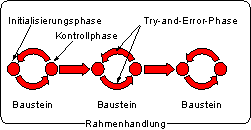 Initialisierungsphase
Try-and-Error-Phase
Kontrollphase
Baustein
Baustein
Baustein
Rahmenhandlung